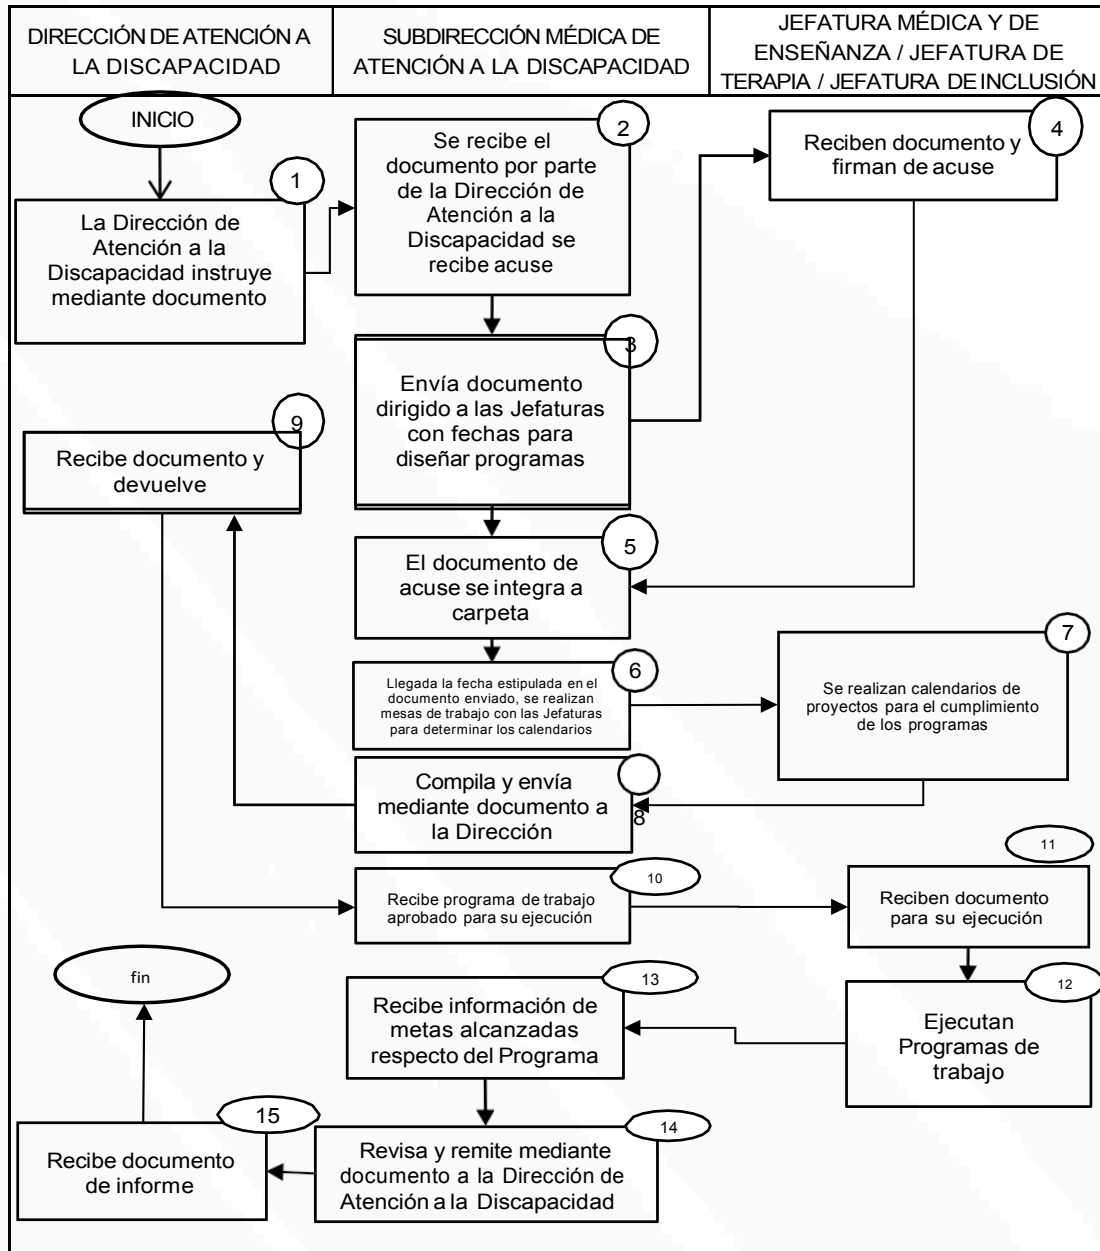 DIRECCIÓN DE ATENCIÓN A
LA DISCAPACIDAD
SUBDIRECCIÓN MÉDICA DE
ATENCIÓN A LA DISCAPACIDAD
JEFATURA MÉDICA Y DE
ENSEÑANZA / JEFATURA DE
TERAPIA / JEFATURA DE INCLUSIÓN
INICIO
1
La Dirección de
Atención a la
Discapacidad instruye
mediante documento
2
Se recibe el
documento por parte
de la Dirección de
Atención a la
Discapacidad se
recibe acuse
3
Envía documento
dirigido a las Jefaturas
con fechas para
diseñar programas
4
Reciben documento y
firman de acuse
5
El documento de
acuse se integra a
carpeta
6
Llegada la fecha estipulada en el
documento enviado, se realizan
mesas de trabajo con las Jefaturas
para determinar los calendarios
7
Se realizan calendarios de
proyectos para el cumplimiento
de los programas
8
Compila y envía
mediante documento a
la Dirección
9
Recibe documento y
devuelve
10
Recibe programa de trabajo
aprobado para su ejecución
11
Reciben documento
para su ejecución
12
Ejecutan
Programas de
trabajo
13
Recibe información de
metas alcanzadas
respecto del Programa
14
Revisa y remite mediante
documento a la Dirección de
Atención a la Discapacidad
15
Recibe documento
de informe
fin